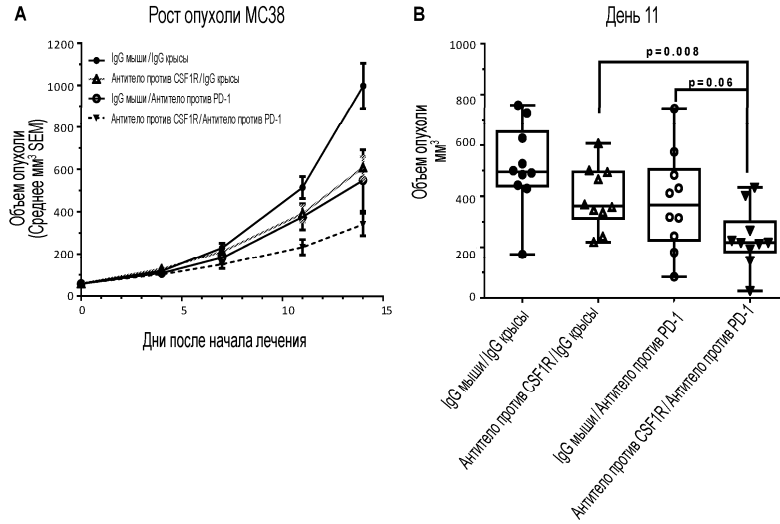 A
Рост опухоли MC38
1200
1000
800
600
400
200
0
0
5
10
15
Объем опухоли
(Среднее мм³ SEM)
Дни после начала лечения
IgG мыши/IgG крысы
Антитело против CSF1R/IgG крысы
IgG мыши/Антитело против PD-1
Антитело против CSF1R/Антитело против PD-1
B
День 11
1000
800
600
400
200
0
Объем опухоли
мм³
p=0.008
p=0.06
IgG мыши/IgG крысы
Антитело против CSF1R/IgG крысы
IgG мыши/Антитело против PD-1
Антитело против CSF1R/Антитело против PD-1